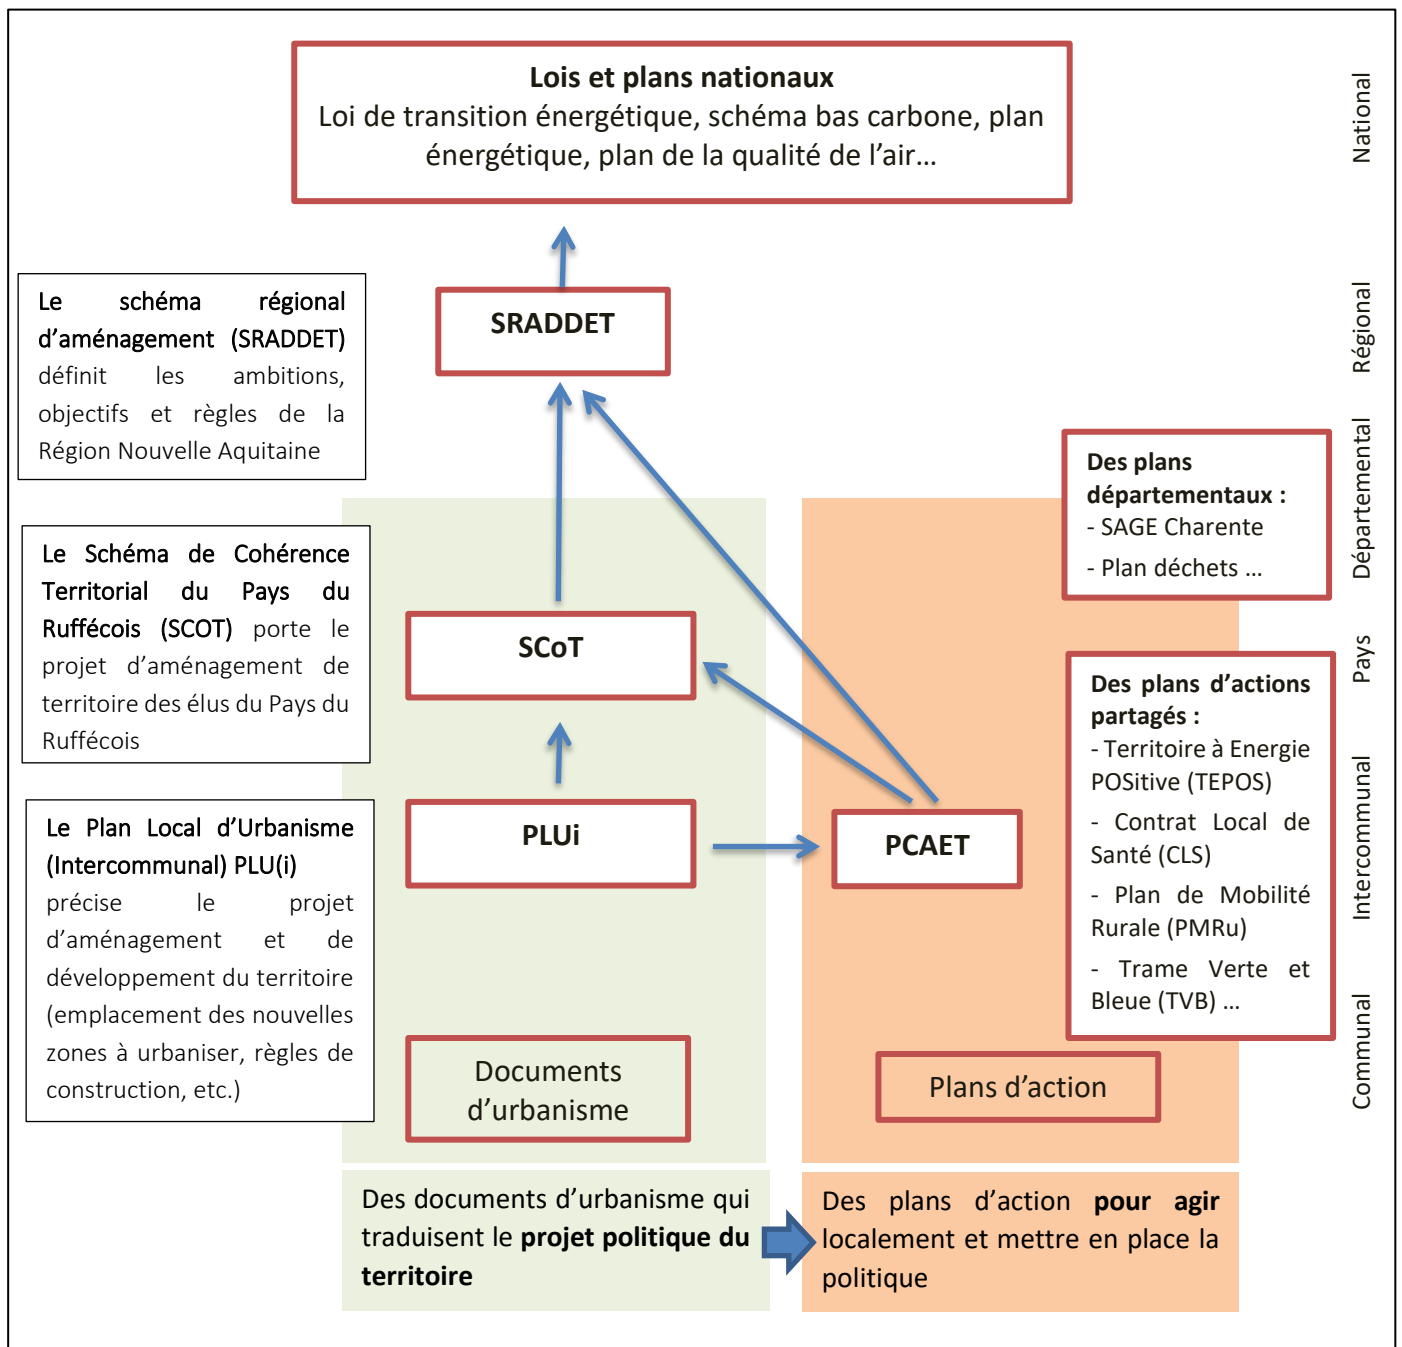 Lois et plans nationaux
Loi de transition énergétique, schéma bas carbone, plan
énergétique, plan de la qualité de l’air…
National
Le schéma régional
d’aménagement (SRADDET)
définit les ambitions,
objectifs et règles de la
Région Nouvelle Aquitaine
SRADDET
Régional
Des plans
départementaux :
- SAGE Charente
- Plan déchets …
Départemental
Le Schéma de Cohérence
Territorial du Pays du
Rufféco​is (SCOT) porte le
projet d’aménagement de
territoire des élus du Pays du
Ruffécois
SCoT
Pays
Des plans d’actions
partagés :
- Territoire à Energie
POSitive (TEPOS)
- Contrat Local de
Santé (CLS)
- Plan de Mobilité
Rurale (PMRu)
- Trame Verte et
Bleue (TVB) …
Intercommunal
Le Plan Local d’Urbanisme
(Intercommunal) PLU(i)
précise le projet
d’aménagement et de
développement du territoire
(emplacement des nouvelles
zones à urbaniser, règles de
construction, etc.)
PLUi
PCAET
Communal
Documents
d’urbanisme
Plans d’action
Des documents d’urbanisme qui
traduisent le projet politique du
territoire
Des plans d’action pour agir
localement et mettre en place la
politique